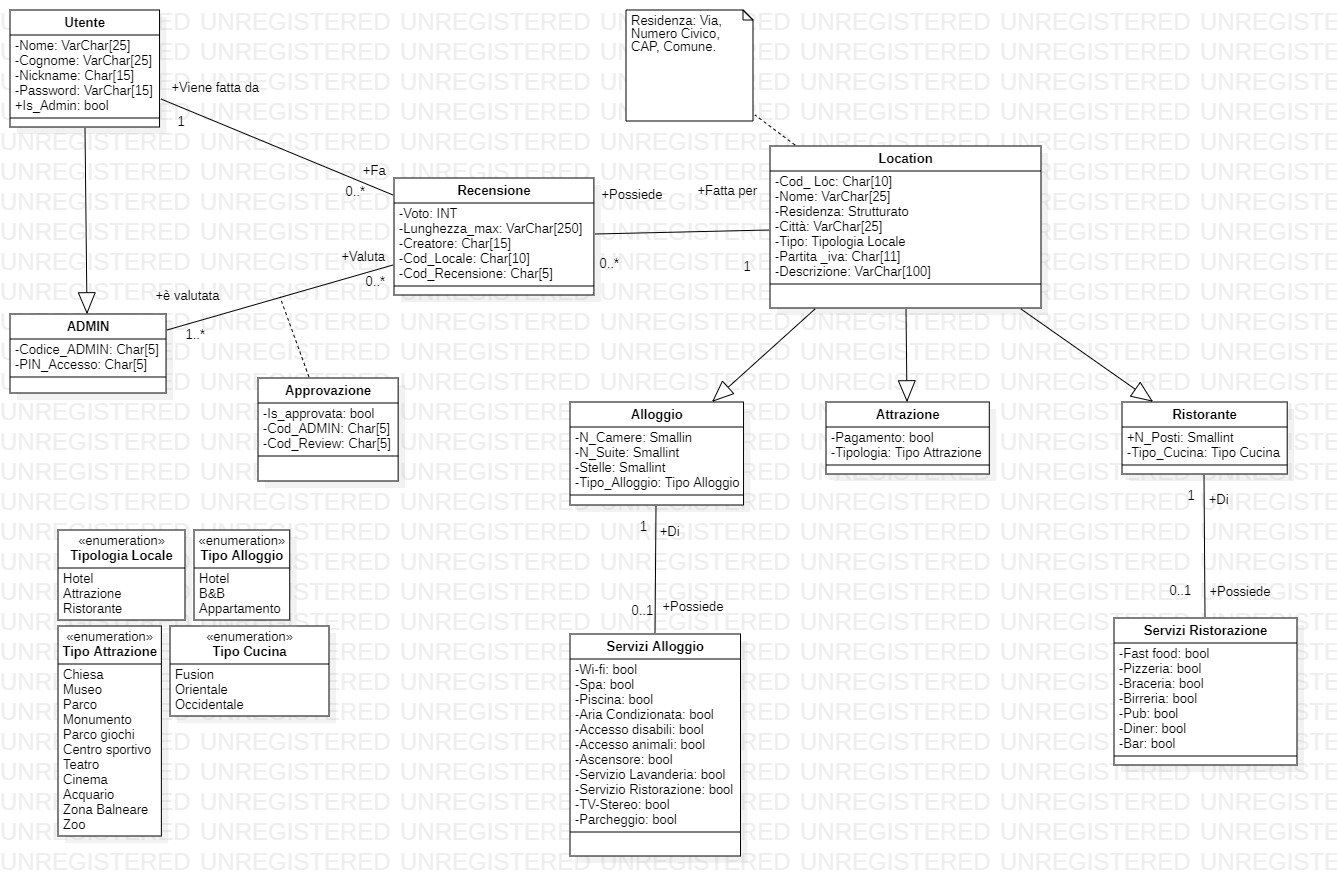 Utente
-Nome: VarChar[25]
-Cognome: VarChar[25]
-Nickname: Char[15]
-Password: VarChar[15]
+Is_Admin: bool
+Viene fatta da
1
+Fa
0..*
Residenza: Via,
Numero Civico,
CAP, Comune.
Recensione
-Voto: INT
-Lunghezza_max: VarChar[250]
-Creatore: Char[15]
-Cod_Locale: Char[10]
-Cod_Recensione: Char[5]
+Possiede
0..*
+Fatta per
1
Location
-Cod_ Loc: Char[10]
-Nome: VarChar[25]
-Residenza: Strutturato
-Città: VarChar[25]
-Tipo: Tipologia Locale
-Partita _iva: Char[11]
-Descrizione: VarChar[100]
+Valuta
0..*
+è valutata
1..*
ADMIN
-Codice_ADMIN: Char[5]
-PIN_Accesso: Char[5]
Approvazione
-Is_approvata: bool
-Cod_ADMIN: Char[5]
-Cod_Review: Char[5]
Alloggio
-N_Camere: Smallin
-N_Suite: Smallint
-Stelle: Smallint
-Tipo_Alloggio: Tipo Alloggio
Attrazione
-Pagamento: bool
-Tipologia: Tipo Attrazione
Ristorante
+N_Posti: Smallint
-Tipo_Cucina: Tipo Cucina
1
+Di
0..1
+Possiede
1
+Di
0..1
+Possiede
«enumeration»
Tipologia Locale
Hotel
Attrazione
Ristorante
«enumeration»
Tipo Alloggio
Hotel
B&B
Appartamento
«enumeration»
Tipo Attrazione
Chiesa
Museo
Parco
Monumento
Parco giochi
Centro sportivo
Teatro
Cinema
Acquario
Zona Balneare
Zoo
«enumeration»
Tipo Cucina
Fusion
Orientale
Occidentale
Servizi Alloggio
-Wi-fi: bool
-Spa: bool
-Piscina: bool
-Aria Condizionata: bool
-Accesso disabili: bool
-Accesso animali: bool
-Ascensore: bool
-Servizio Lavanderia: bool
-Servizio Ristorazione: bool
-TV-Stereo: bool
-Parcheggio: bool
Servizi Ristorazione
-Fast food: bool
-Pizzeria: bool
-Braceria: bool
-Birreria: bool
-Pub: bool
-Diner: bool
-Bar: bool
UNREGISTERED